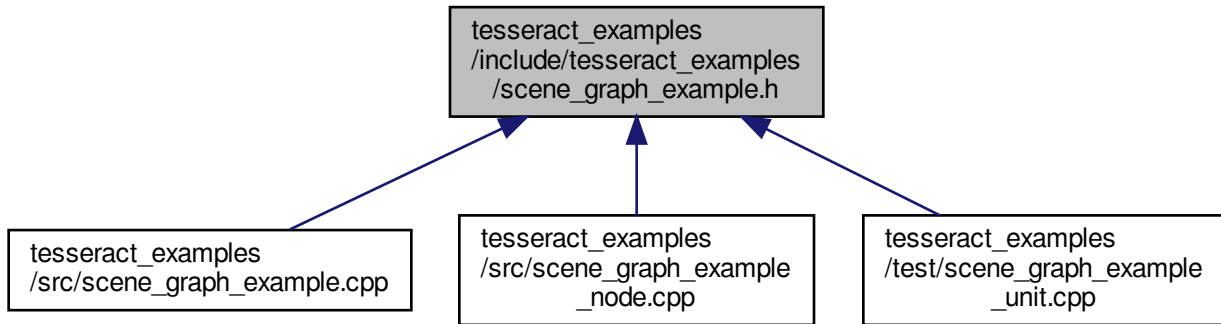 tesseract_examples
/include/tesseract_examples
/scene_graph_example.h
tesseract_examples
/src/scene_graph_example.cpp
tesseract_examples
/src/scene_graph_example
_node.cpp
tesseract_examples
/test/scene_graph_example
_unit.cpp